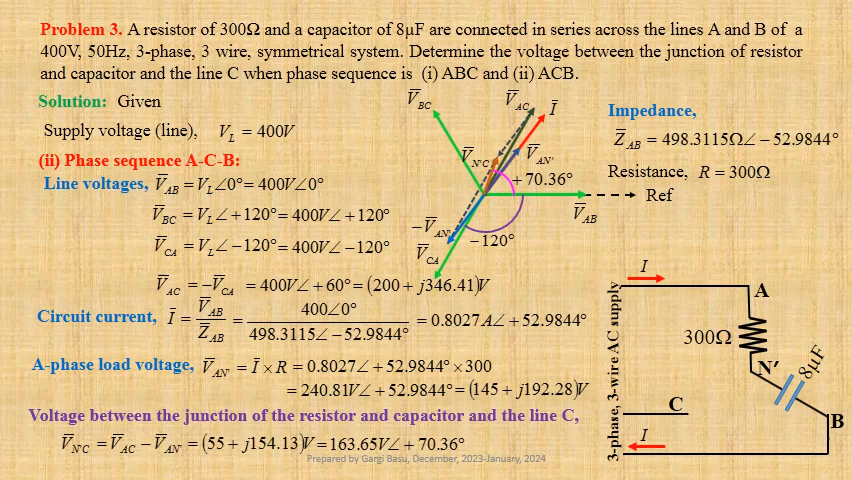 Problem 3. A resistor of 300Ω and a capacitor of 8μF are connected in series across the lines A and B of a
400V, 50Hz, 3-phase, 3 wire, symmetrical system. Determine the voltage between the junction of resistor
and capacitor and the line C when phase sequence is (i) ABC and (ii) ACB.
Solution: Given
Supply voltage (line), V_L = 400V
(ii) Phase sequence A-C-B:
Line voltages, V̅_AB = V_L∠0° = 400V∠0°
V̅_BC = V_L∠+120° = 400V∠+120°
V̅_CA = V_L∠−120° = 400V∠−120°
V̅_AC = −V̅_CA = 400V∠+60° = (200 + j346.41)V
Circuit current, I̅ = V̅_AB / Z̅_AB = 400∠0° / 498.3115∠−52.9844° = 0.8027A∠+52.9844°
A-phase load voltage, V̅_AN' = I̅ × R = 0.8027∠+52.9844° × 300
= 240.81V∠+52.9844° = (145 + j192.28)V
Voltage between the junction of the resistor and capacitor and the line C,
V̅_N'C = V̅_AC − V̅_AN' = (55 + j154.13)V = 163.65V∠+70.36°
V̅_BC
V̅_AC
I̅
V̅_N'C
V̅_AN'
+70.36°
Ref
V̅_AB
−V̅_AN'
V̅_CA
−120°
Impedance,
Z̅_AB = 498.3115Ω∠−52.9844°
Resistance, R = 300Ω
3-phase, 3-wire AC supply
I
A
300Ω
N′
8μF
C
B
I
Prepared by Gargi Basu, December, 2023-January, 2024